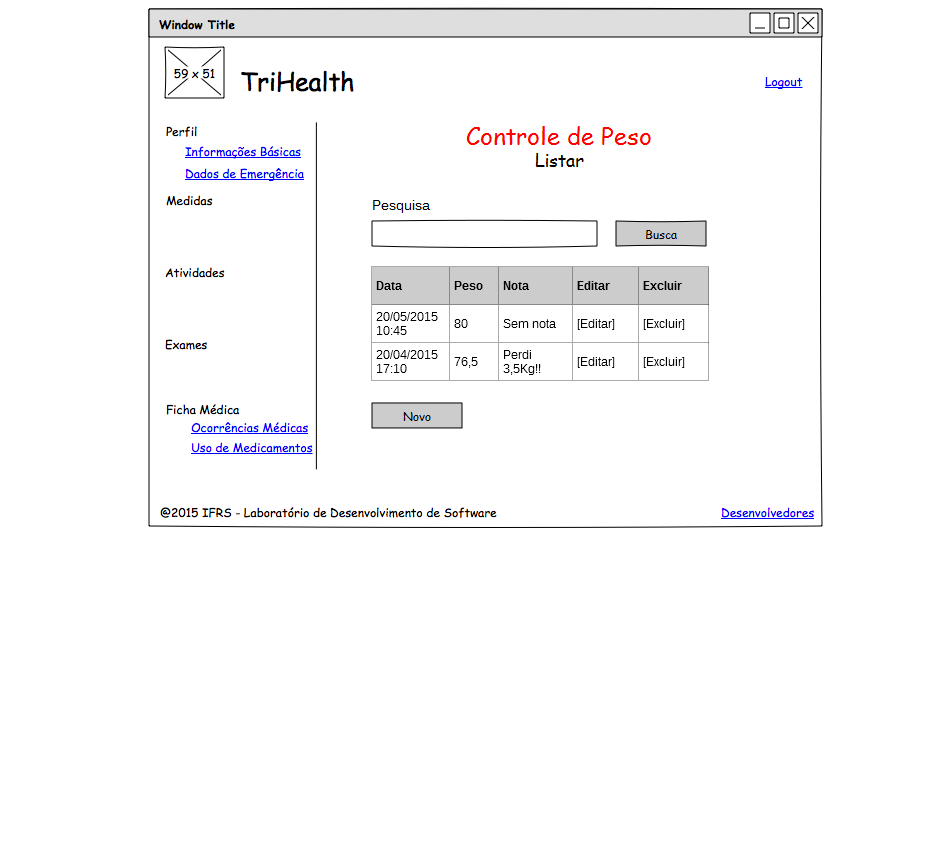 Window Title
59 x 51
TriHealth
Logout
Perfil
Informações Básicas
Dados de Emergência
Medidas
Atividades
Exames
Ficha Médica
Ocorrências Médicas
Uso de Medicamentos
Controle de Peso
Listar
Pesquisa
Busca
Data Peso Nota Editar Excluir
20/05/2015
10:45
80 Sem nota [Editar] [Excluir]
20/04/2015
17:10
76,5
Perdi
3,5Kg!!
[Editar] [Excluir]
Novo
@2015 IFRS - Laboratório de Desenvolvimento de Software
Desenvolvedores